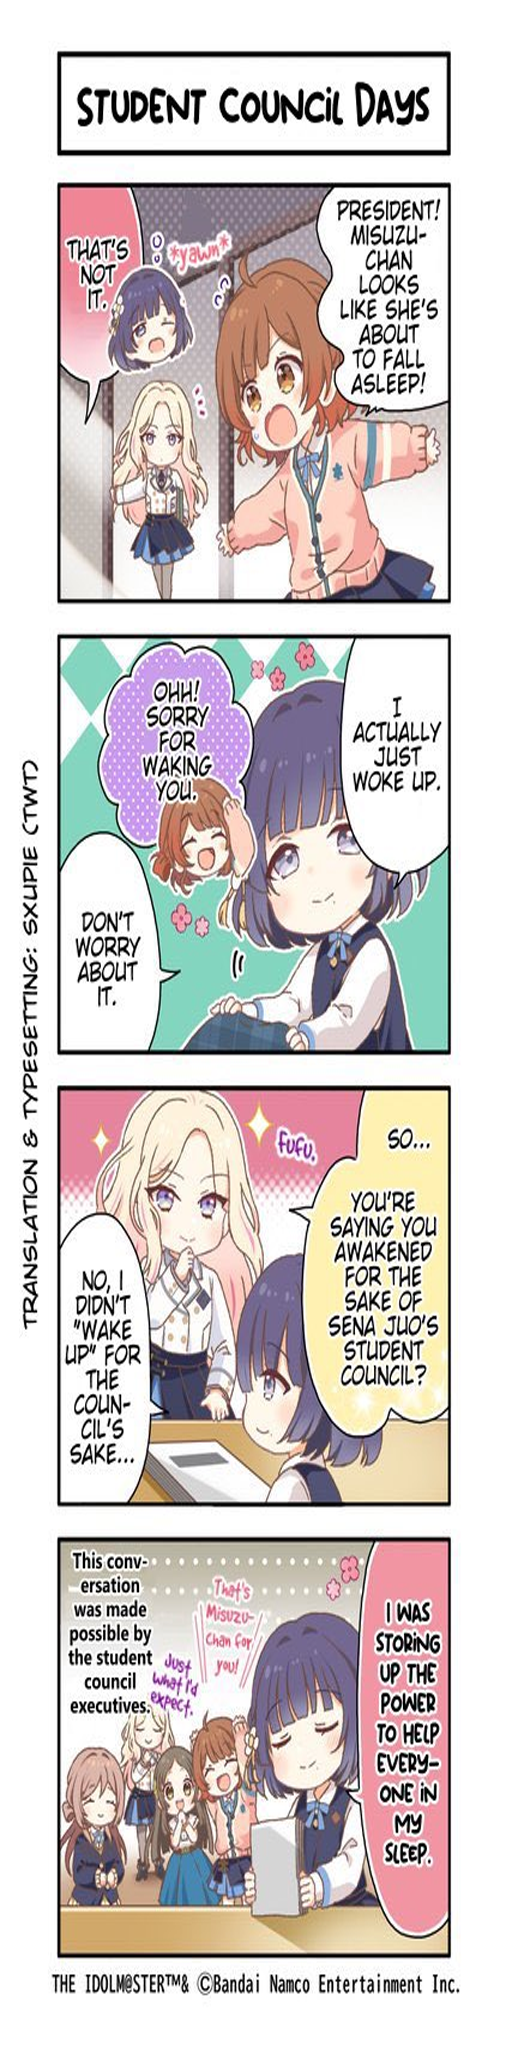 STUDENT COUNCIL DAYS
PRESIDENT!
MISUZU-
CHAN
LOOKS
LIKE SHE'S
ABOUT
TO FALL
ASLEEP!
*yawn*
THAT'S
NOT
IT.
I
ACTUALLY
JUST
WOKE UP.
OHH!
SORRY
FOR
WAKING
YOU.
DON'T
WORRY
ABOUT
IT.
SO...
YOU'RE
SAYING YOU
AWAKENED
FOR THE
SAKE OF
SENA JUO'S
STUDENT
COUNCIL?
FUFU.
NO, I
DIDN'T
"WAKE
UP" FOR
THE
COUN-
CIL'S
SAKE...
I WAS
STORING
UP THE
POWER
TO HELP
EVERY-
ONE IN
MY
SLEEP.
That's
Misuzu-
chan for
you!
Just
what I'd
expect.
This conv-
ersation
was made
possible by
the student
council
executives.
TRANSLATION & TYPESETTING: SXUPIE (TWT)
THE IDOLM@STER™& ©Bandai Namco Entertainment Inc.